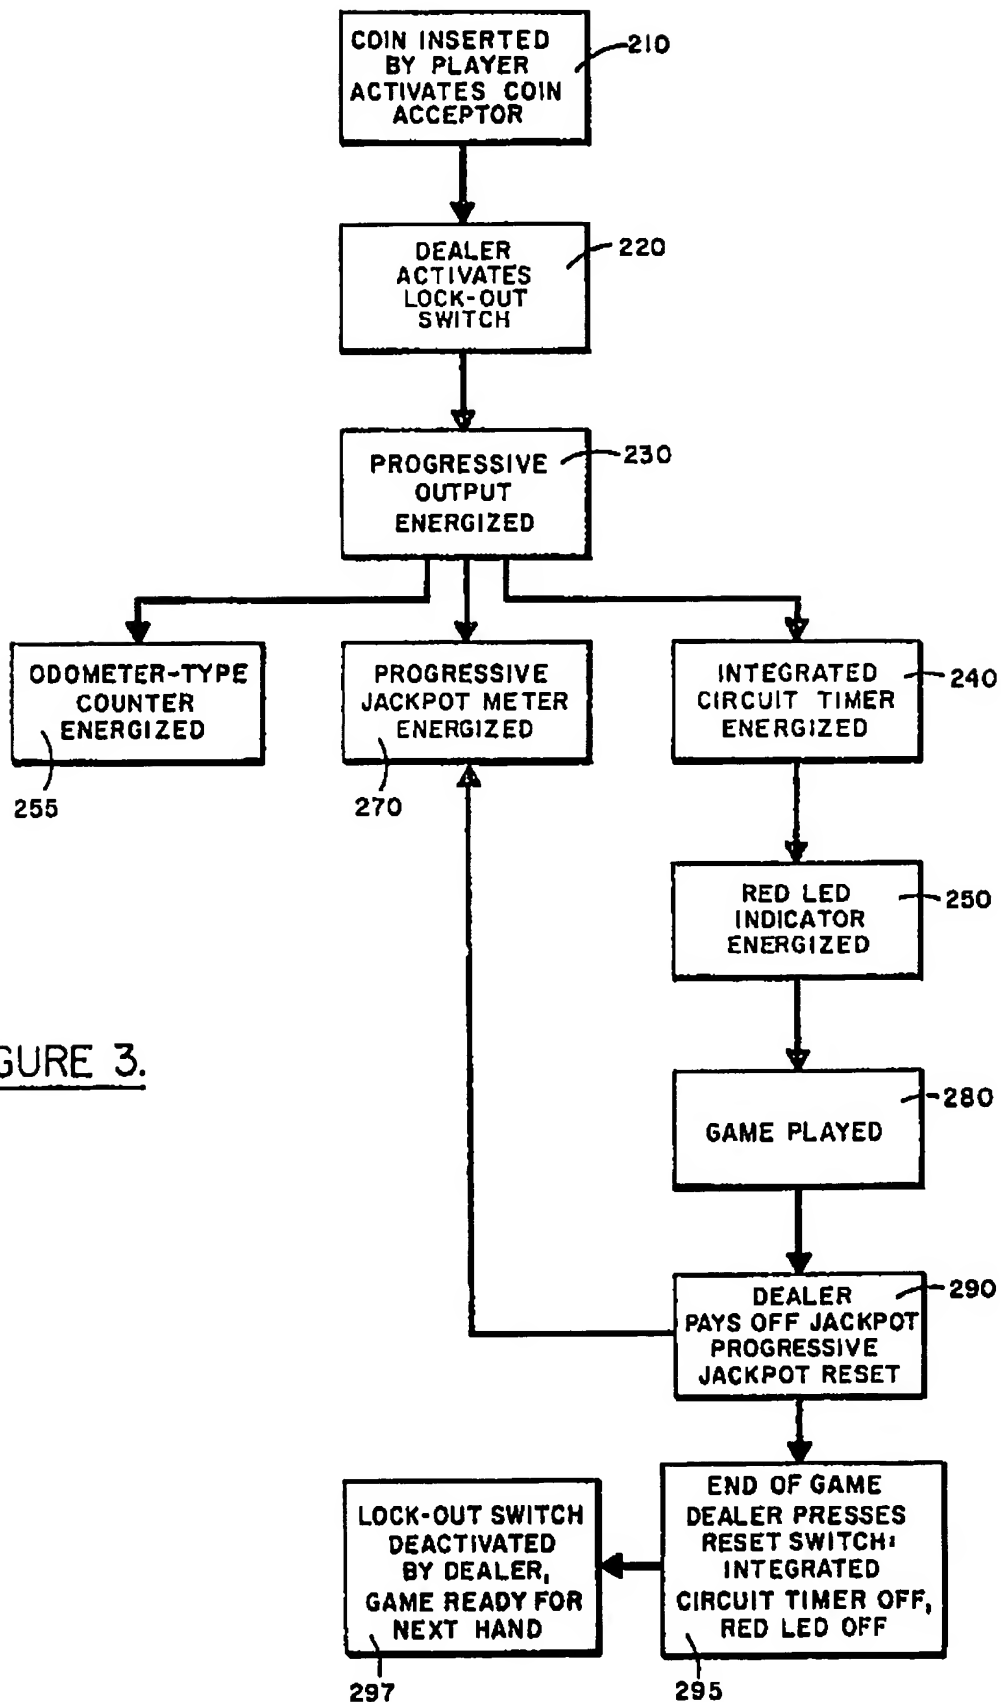 COIN INSERTED
BY PLAYER
ACTIVATES COIN
ACCEPTOR
210
DEALER
ACTIVATES
LOCK-OUT
SWITCH
220
PROGRESSIVE
OUTPUT
ENERGIZED
230
ODOMETER-TYPE
COUNTER
ENERGIZED
255
PROGRESSIVE
JACKPOT METER
ENERGIZED
270
INTEGRATED
CIRCUIT TIMER
ENERGIZED
240
RED LED
INDICATOR
ENERGIZED
250
GURE 3.
GAME PLAYED
280
DEALER
PAYS OFF JACKPOT
PROGRESSIVE
JACKPOT RESET
290
END OF GAME
DEALER PRESSES
RESET SWITCH:
INTEGRATED
CIRCUIT TIMER OFF,
RED LED OFF
295
LOCK-OUT SWITCH
DEACTIVATED
BY DEALER,
GAME READY FOR
NEXT HAND
297